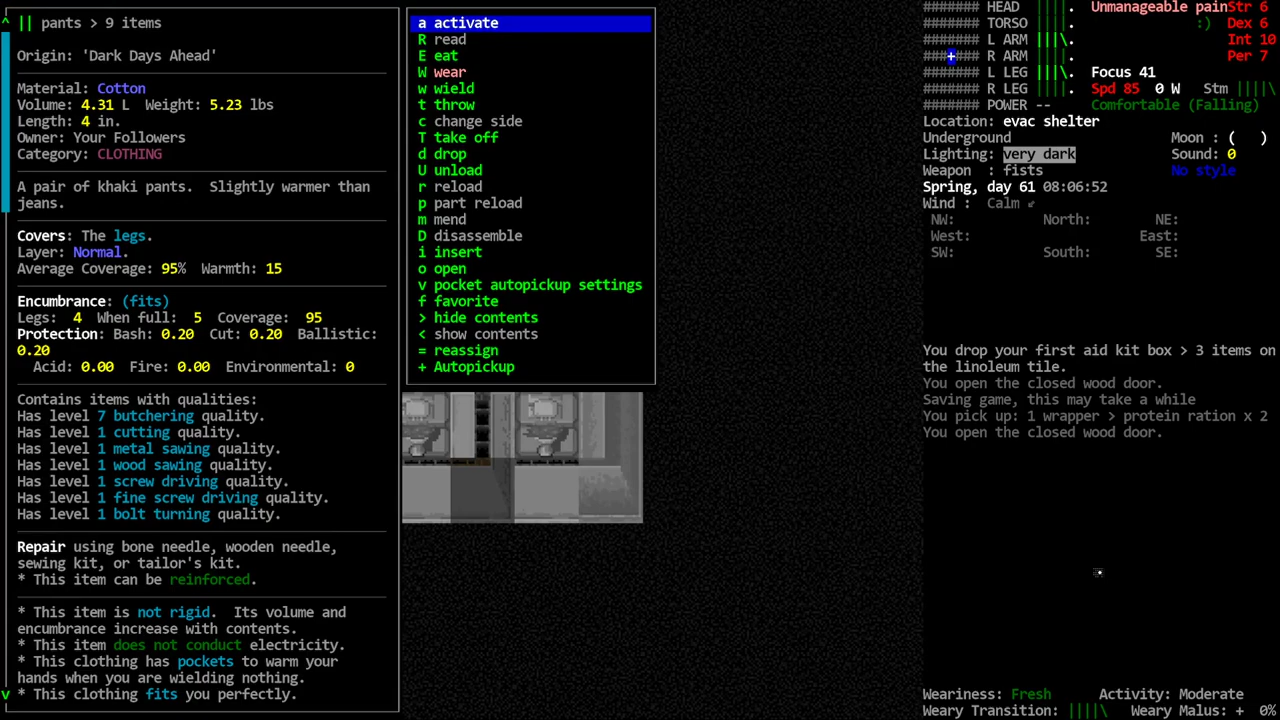 ^ || pants > 9 items
Origin: 'Dark Days Ahead'
Material: Cotton
Volume: 4.31 L  Weight: 5.23 lbs
Length: 4 in.
Owner: Your Followers
Category: CLOTHING
A pair of khaki pants.  Slightly warmer than
jeans.
Covers: The legs.
Layer: Normal.
Average Coverage: 95%  Warmth: 15
Encumbrance: (fits)
Legs:  4  When full:  5  Coverage:  95
Protection: Bash: 0.20  Cut: 0.20  Ballistic:
0.20
Acid: 0.00  Fire: 0.00  Environmental: 0
Contains items with qualities:
Has level 7 butchering quality.
Has level 1 cutting quality.
Has level 1 metal sawing quality.
Has level 1 wood sawing quality.
Has level 1 screw driving quality.
Has level 1 fine screw driving quality.
Has level 1 bolt turning quality.
Repair using bone needle, wooden needle,
sewing kit, or tailor's kit.
* This item can be reinforced.
* This item is not rigid.  Its volume and
encumbrance increase with contents.
* This item does not conduct electricity.
* This clothing has pockets to warm your
hands when you are wielding nothing.
v * This clothing fits you perfectly.
a activate
R read
E eat
W wear
w wield
t throw
c change side
T take off
d drop
U unload
r reload
p part reload
m mend
D disassemble
i insert
o open
v pocket autopickup settings
f favorite
> hide contents
< show contents
= reassign
+ Autopickup
####### HEAD ||||. Unmanageable pain Str 6
####### TORSO ||||. :) Dex 6
####### L ARM |||\. Int 10
###+### R ARM ||||. Per 7
####### L LEG |||\. Focus 41
####### R LEG ||||. Spd 85  0 W  Stm ||||\
####### POWER -- Comfortable (Falling)
Location: evac shelter
Underground Moon : (   )
Lighting: very dark Sound: 0
Weapon  : fists No style
Spring, day 61 08:06:52
Wind :  Calm ⇙
NW: North: NE:
West: East:
SW: South: SE:
You drop your first aid kit box > 3 items on
the linoleum tile.
You open the closed wood door.
Saving game, this may take a while
You pick up: 1 wrapper > protein ration x 2
You open the closed wood door.
Weariness: Fresh Activity: Moderate
Weary Transition: ||||\ Weary Malus: +  0%